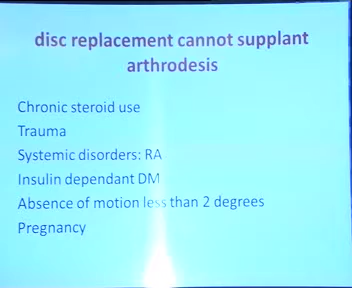 disc replacement cannot supplant
arthrodesis
Chronic steroid use
Trauma
Systemic disorders: RA
Insulin dependant DM
Absence of motion less than 2 degrees
Pregnancy